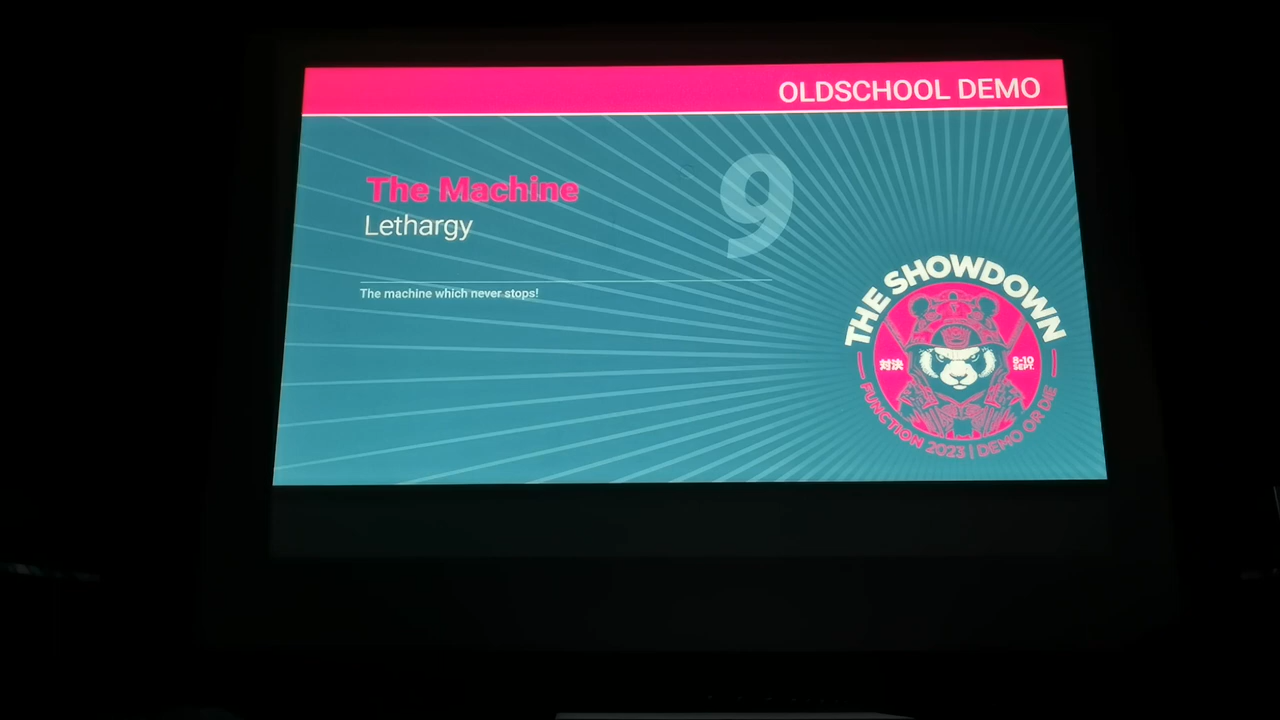 OLDSCHOOL DEMO
The Machine
9
Lethargy
The machine which never stops!
THE SHOWDOWN
対決
8-10
SEPT.
FUNCTION 2023 | DEMO OR DIE